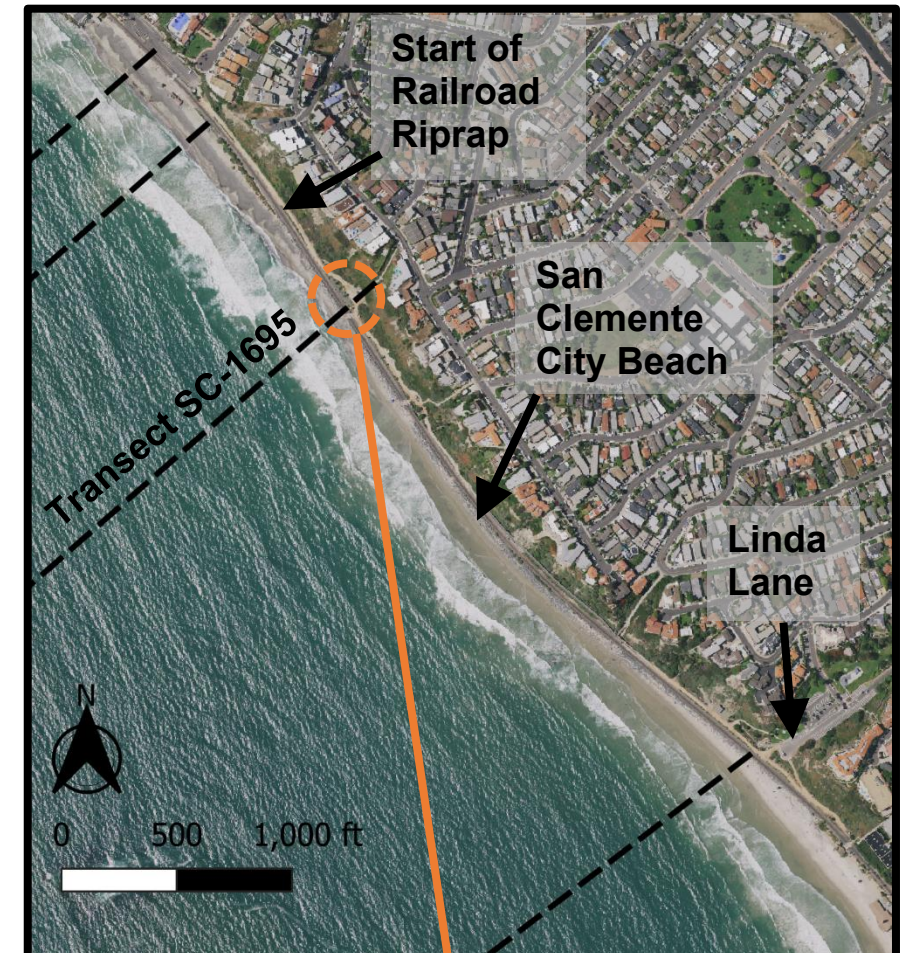 Start of
Railroad
Riprap
San
Clemente
City Beach
Transect SC-1695
Linda
Lane
N
0 500 1,000 ft